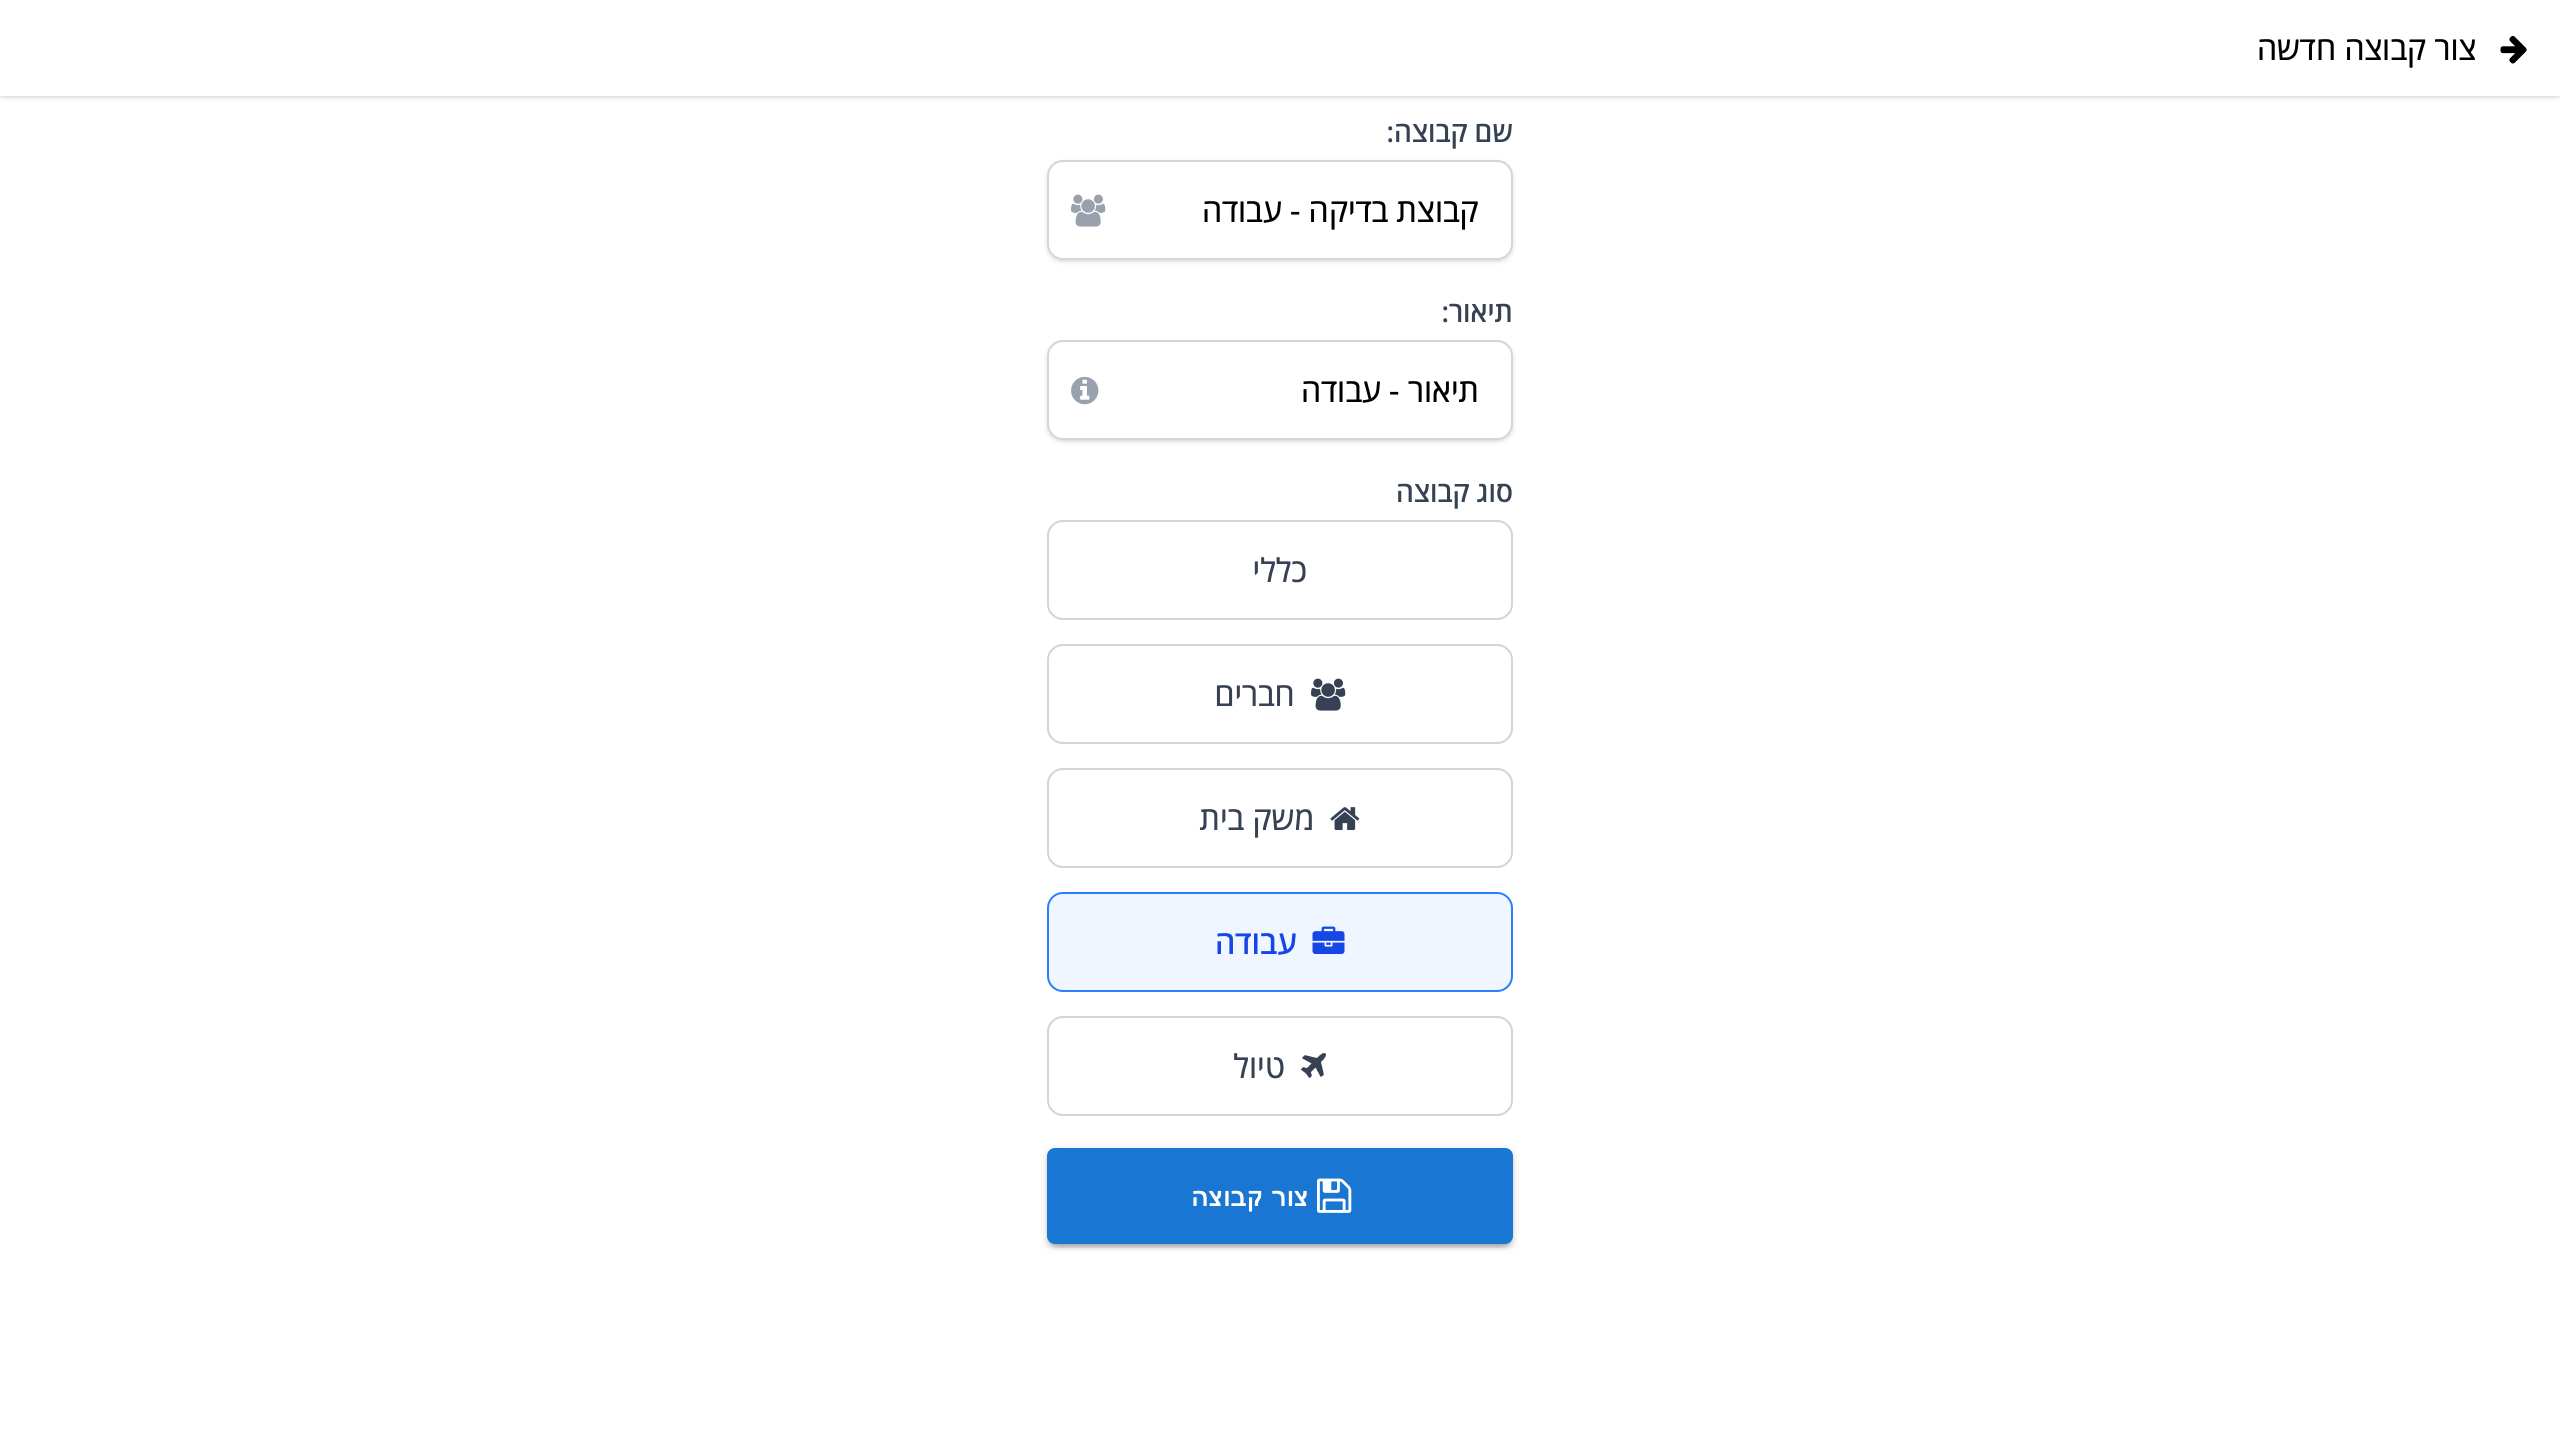 צור קבוצה חדשה
שם קבוצה:
קבוצת בדיקה - עבודה
תיאור:
תיאור - עבודה
סוג קבוצה
כללי
חברים
משק בית
עבודה
טיול
צור קבוצה